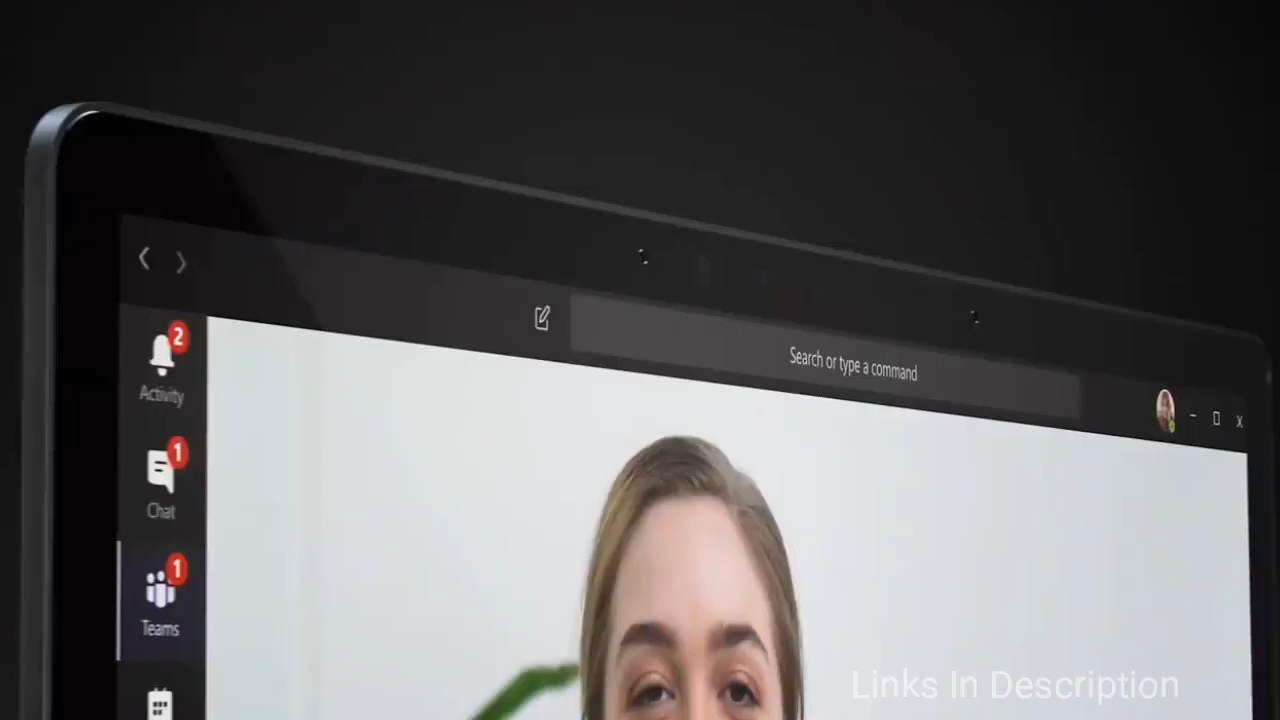 Search or type a command
2
Activity
1
Chat
1
Teams
Links In Description